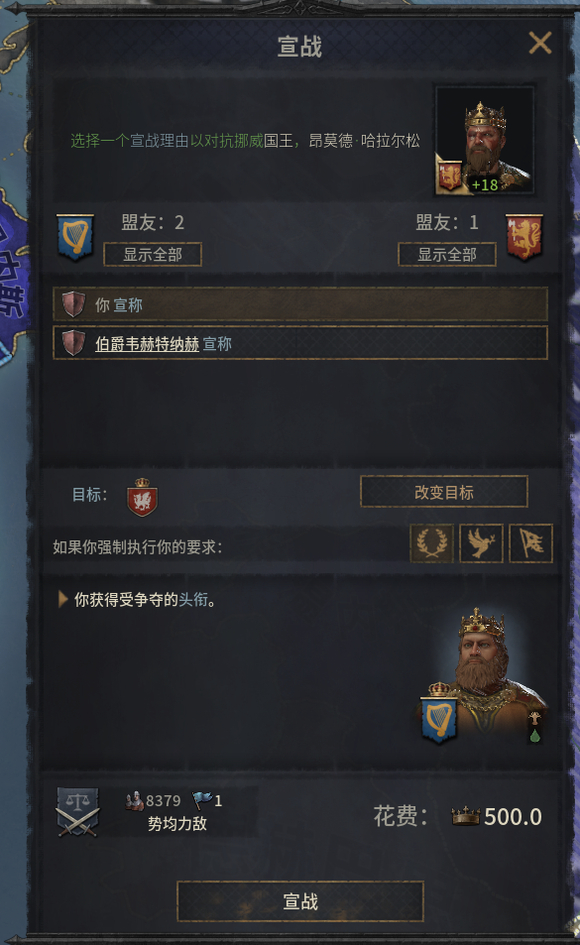 宣战
选择一个宣战理由以对抗挪威国王，昂莫德·哈拉尔松
+18
盟友：2
盟友：1
显示全部
显示全部
你 宣称
伯爵韦赫特纳赫 宣称
目标：
改变目标
如果你强制执行你的要求：
你获得受争夺的头衔。
8379 1
势均力敌
花费： 500.0
宣战